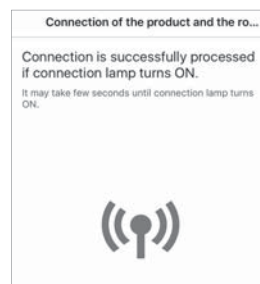 Connection of the product and the ro...
Connection is successfully processed
if connection lamp turns ON.
It may take few seconds until connection lamp turns
ON.